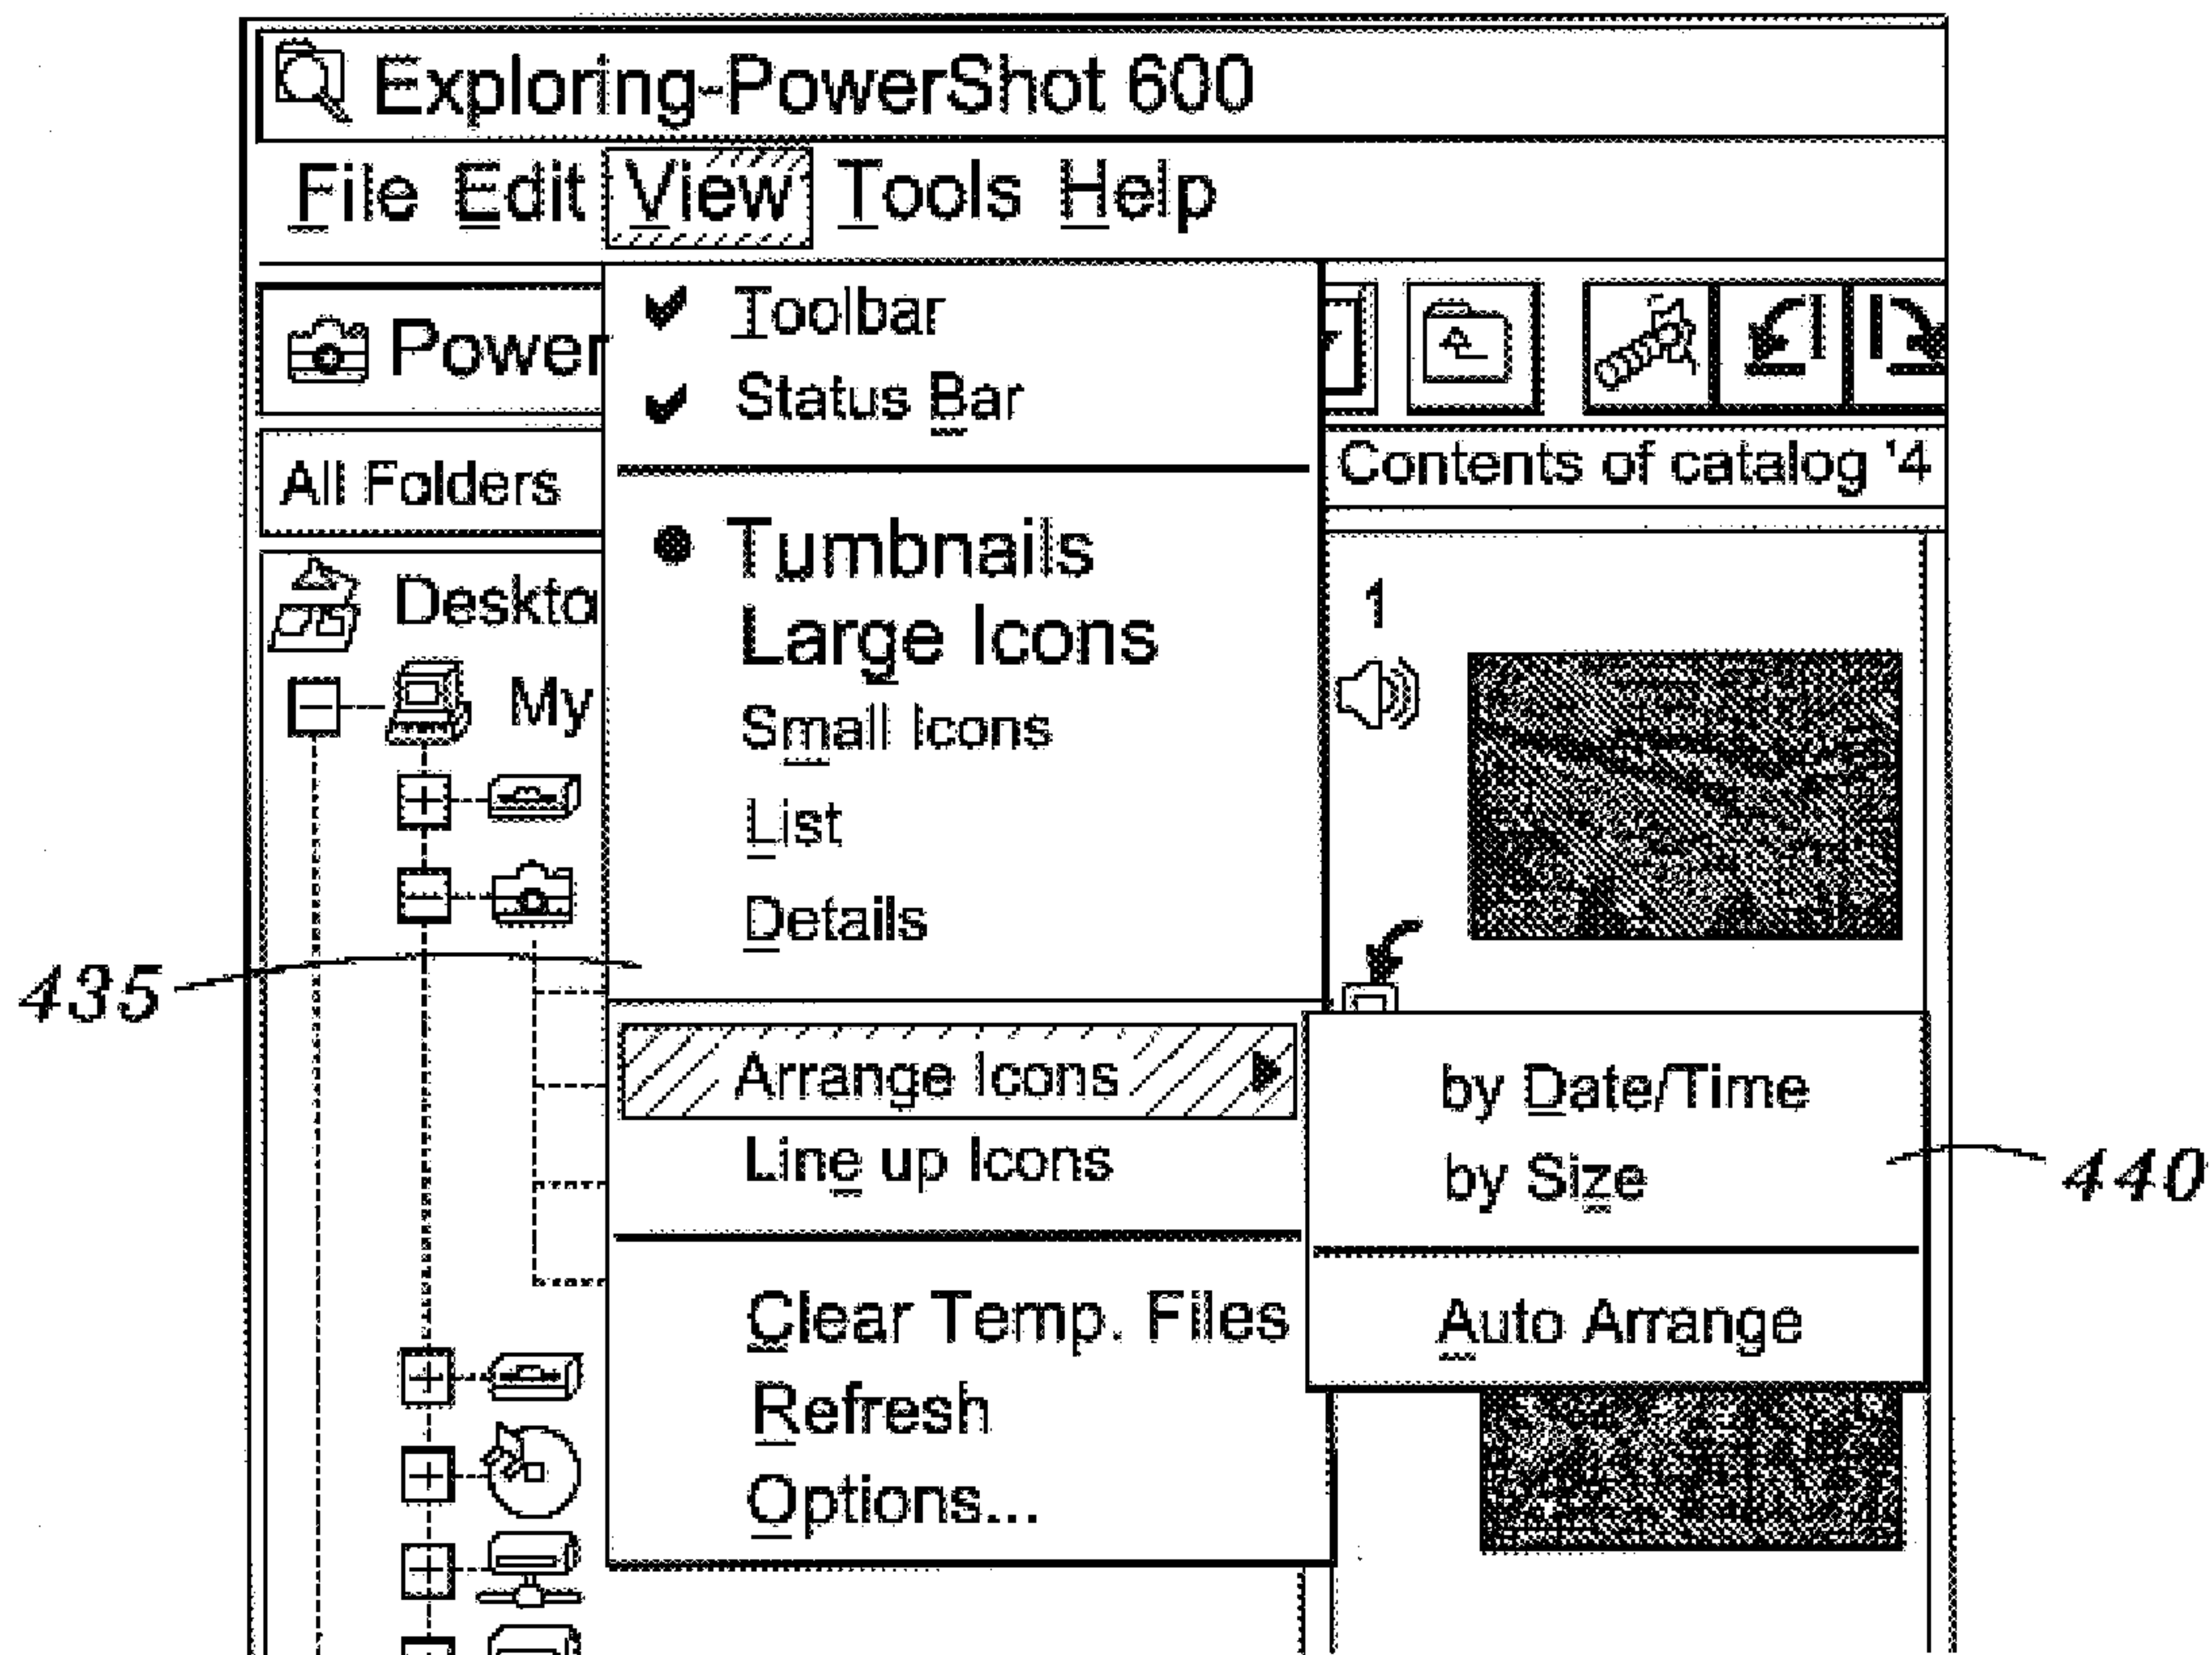 Exploring-PowerShot 600
File Edit View Tools Help
Power
Toolbar
Status Bar
All Folders
Contents of catalog '4
Tumbnails
Large Icons
Small Icons
List
Details
Deskto
My
1
435
Arrange Icons
Line up Icons
Clear Temp. Files
Refresh
Options...
by Date/Time
by Size
Auto Arrange
440